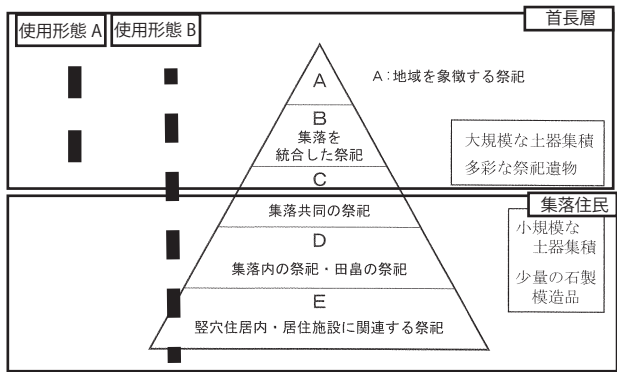 使用形態 A
使用形態 B
首長層
A
A：地域を象徴する祭祀
B
集落を
統合した祭祀
大規模な土器集積
多彩な祭祀遺物
C
集落共同の祭祀
集落住民
小規模な
土器集積
少量の石製
模造品
D
集落内の祭祀・田畠の祭祀
E
竪穴住居内・居住施設に関連する祭祀